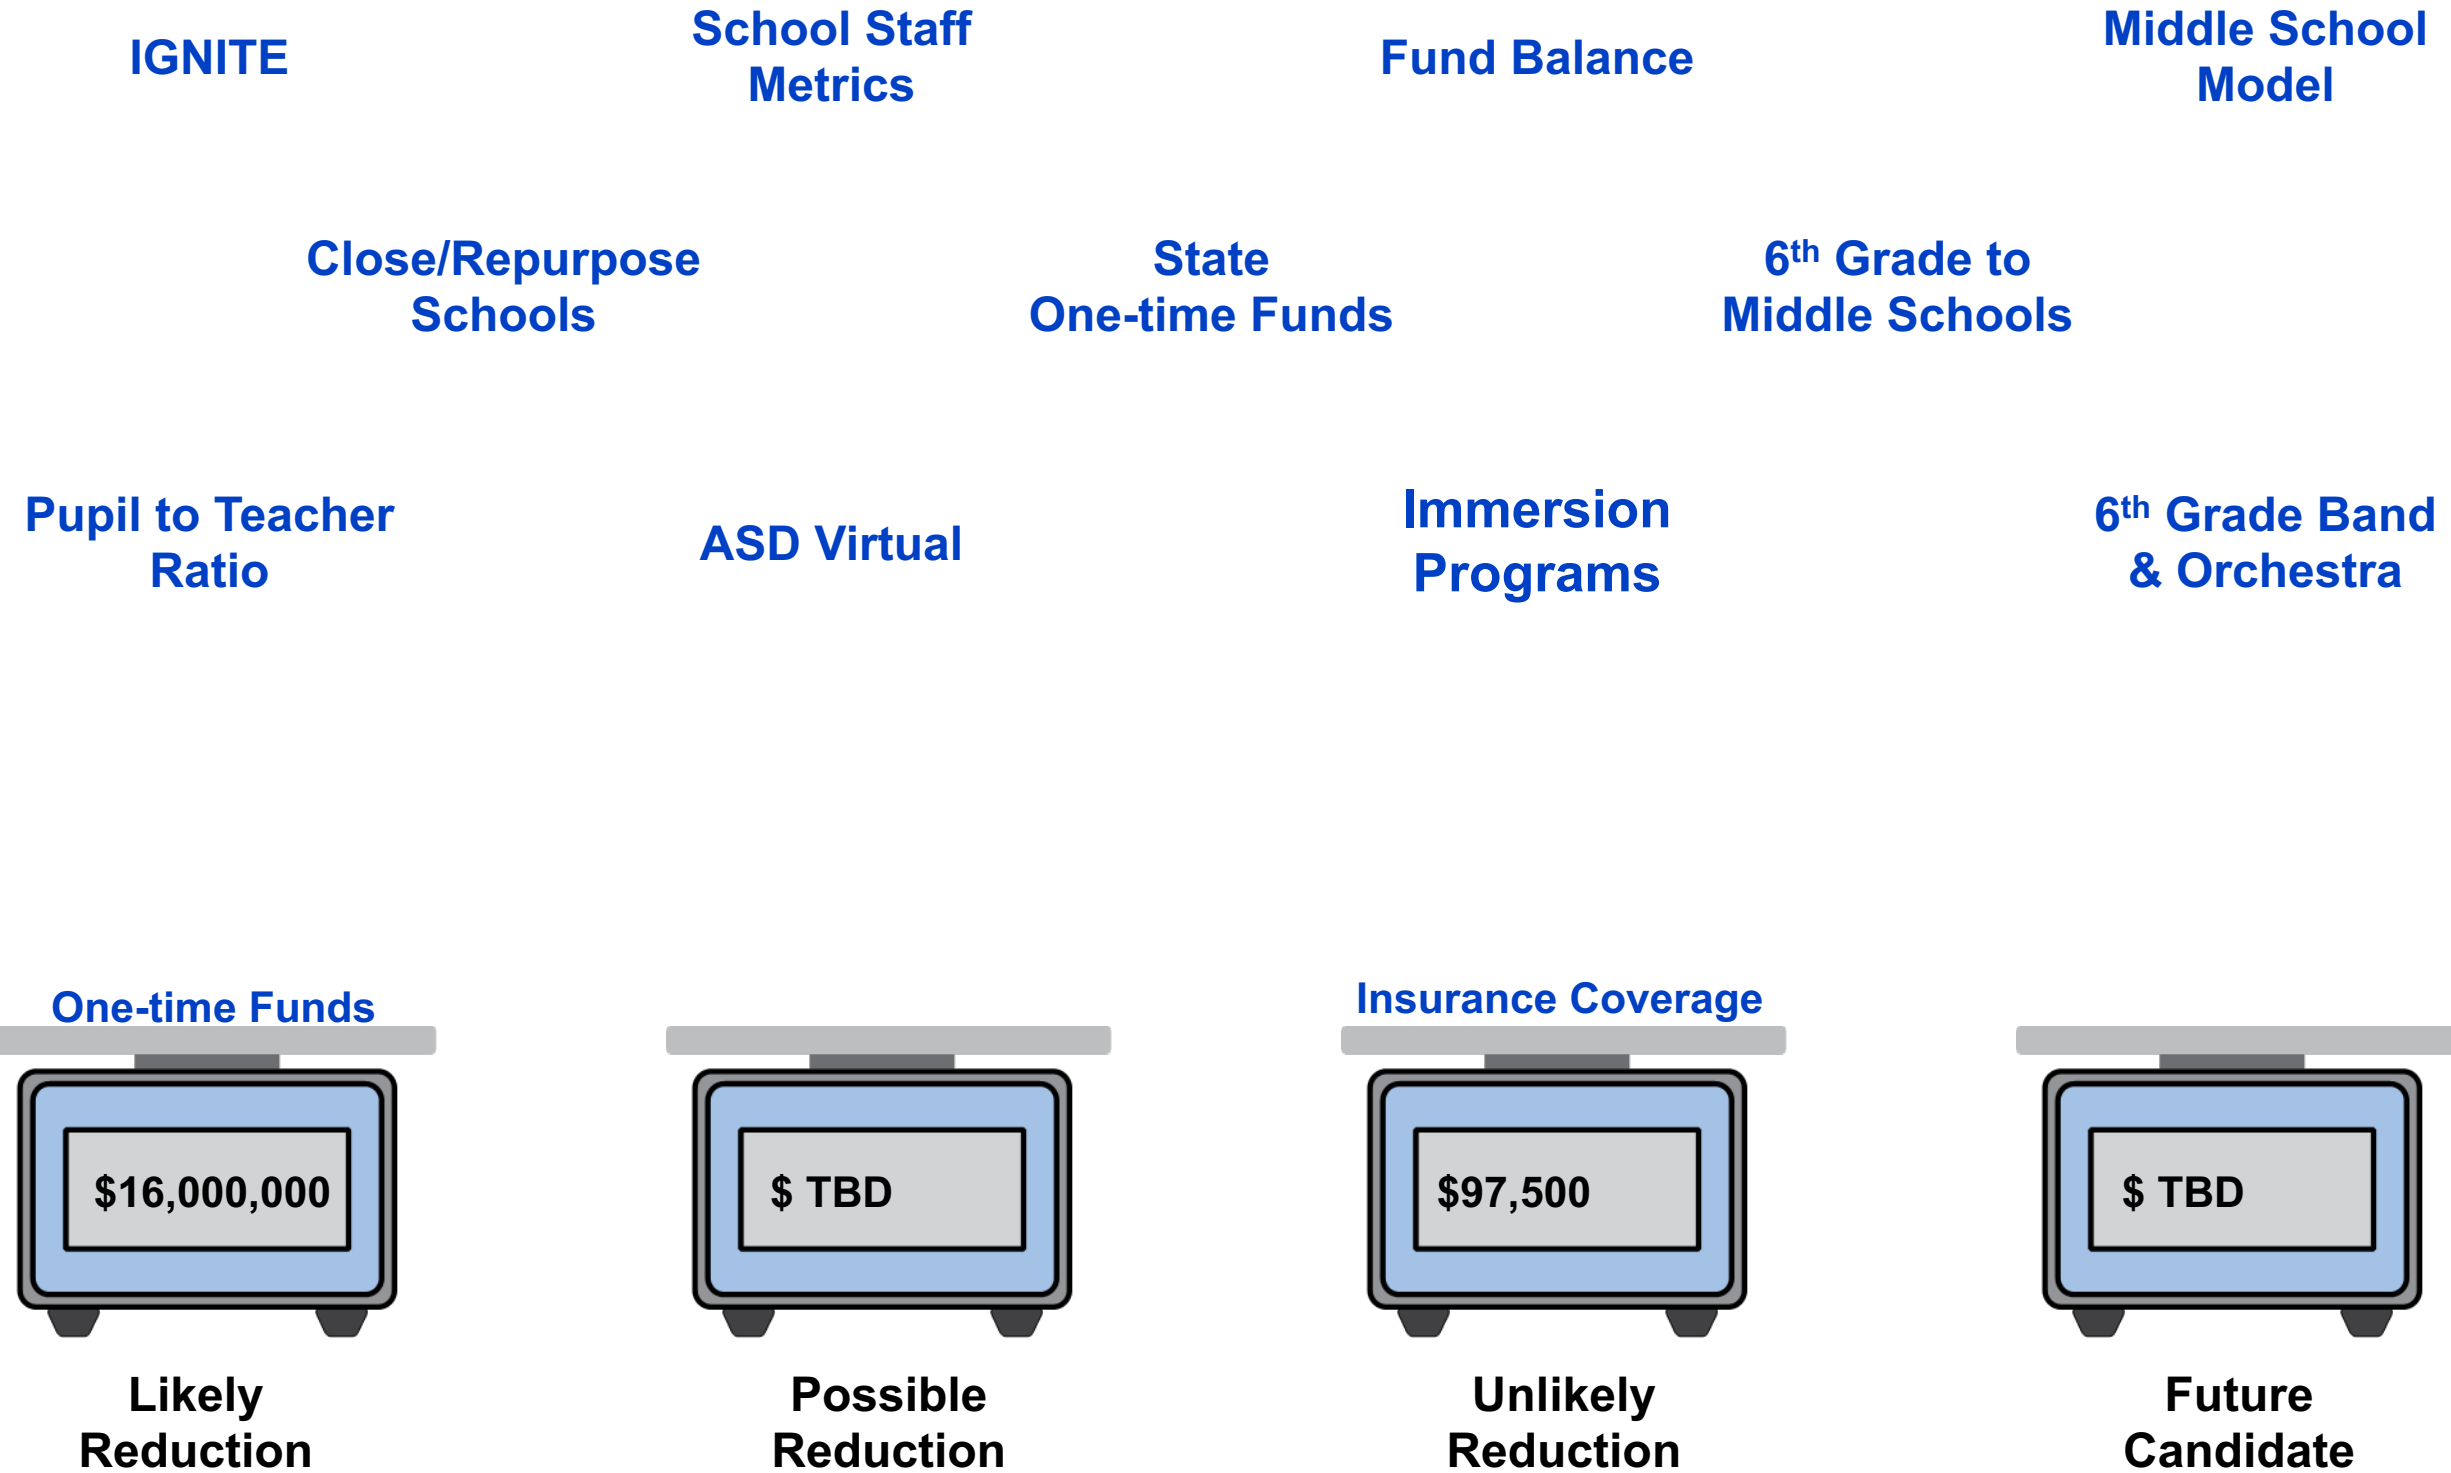 IGNITE
School Staff
Metrics
Fund Balance
Middle School
Model
Close/Repurpose
Schools
State
One-time Funds
6th Grade to
Middle Schools
Pupil to Teacher
Ratio
ASD Virtual
Immersion
Programs
6th Grade Band
& Orchestra
One-time Funds
Insurance Coverage
$16,000,000
$ TBD
$97,500
$ TBD
Likely
Reduction
Possible
Reduction
Unlikely
Reduction
Future
Candidate